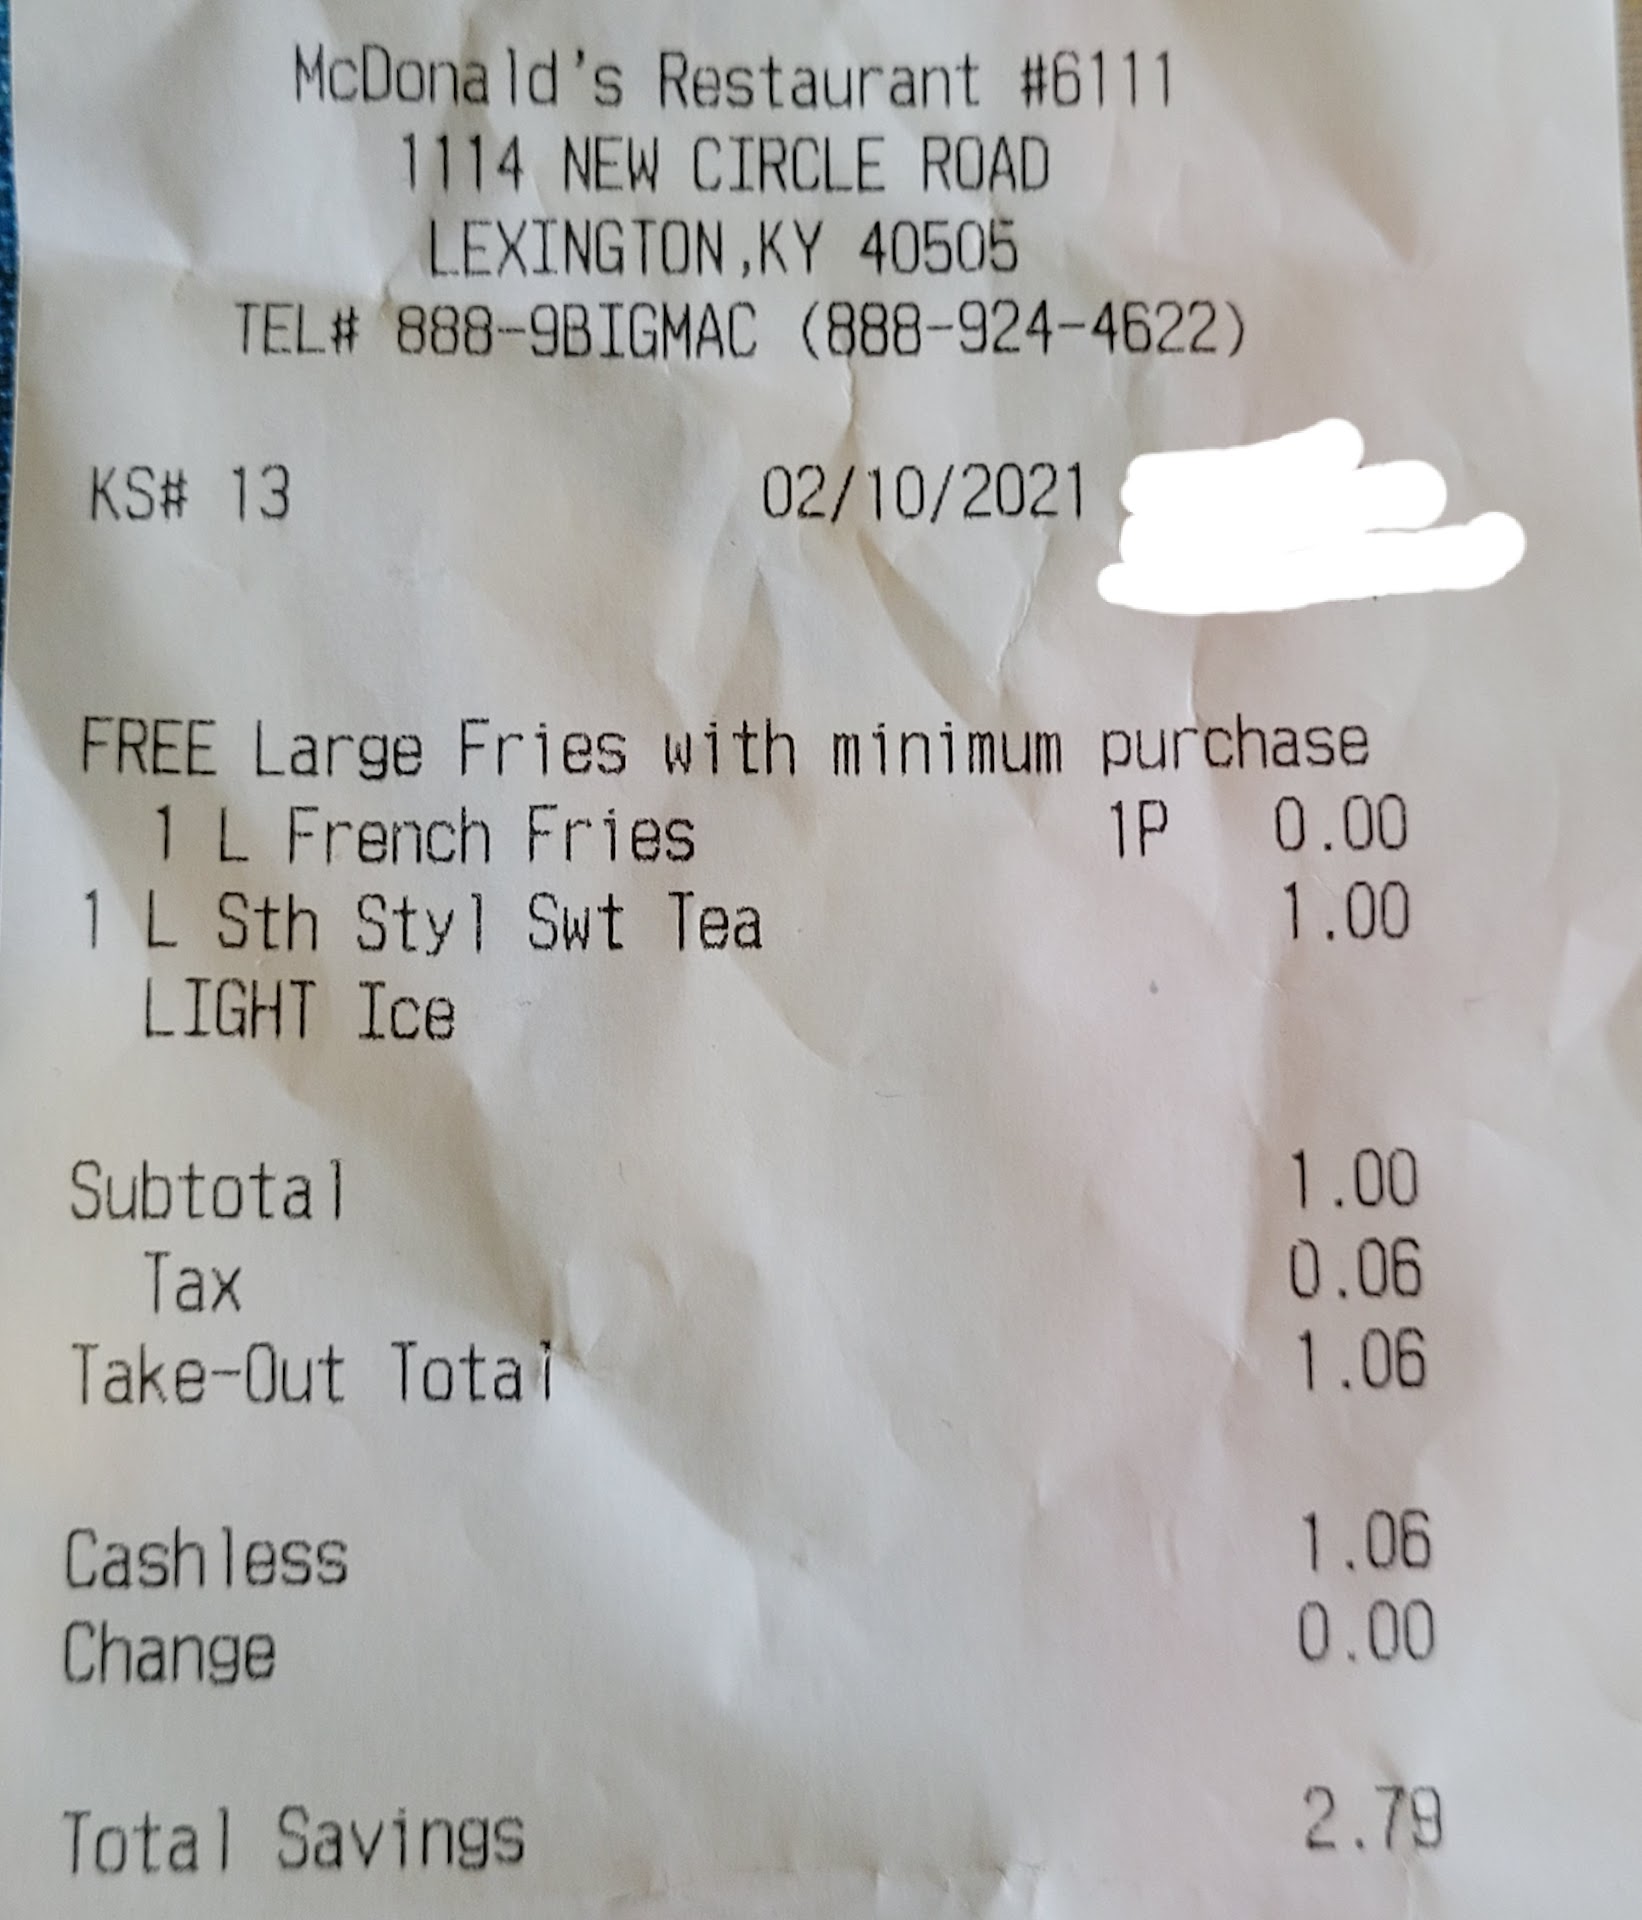 McDonald's Restaurant #6111
1114 NEW CIRCLE ROAD
LEXINGTON,KY 40505
TEL# 888-9BIGMAC (888-924-4622)
KS# 13 02/10/2021
FREE Large Fries with minimum purchase
1 L French Fries 1P 0.00
1 L Sth Styl Swt Tea 1.00
LIGHT Ice
Subtotal 1.00
Tax 0.06
Take-Out Total 1.06
Cashless 1.06
Change 0.00
Total Savings 2.79